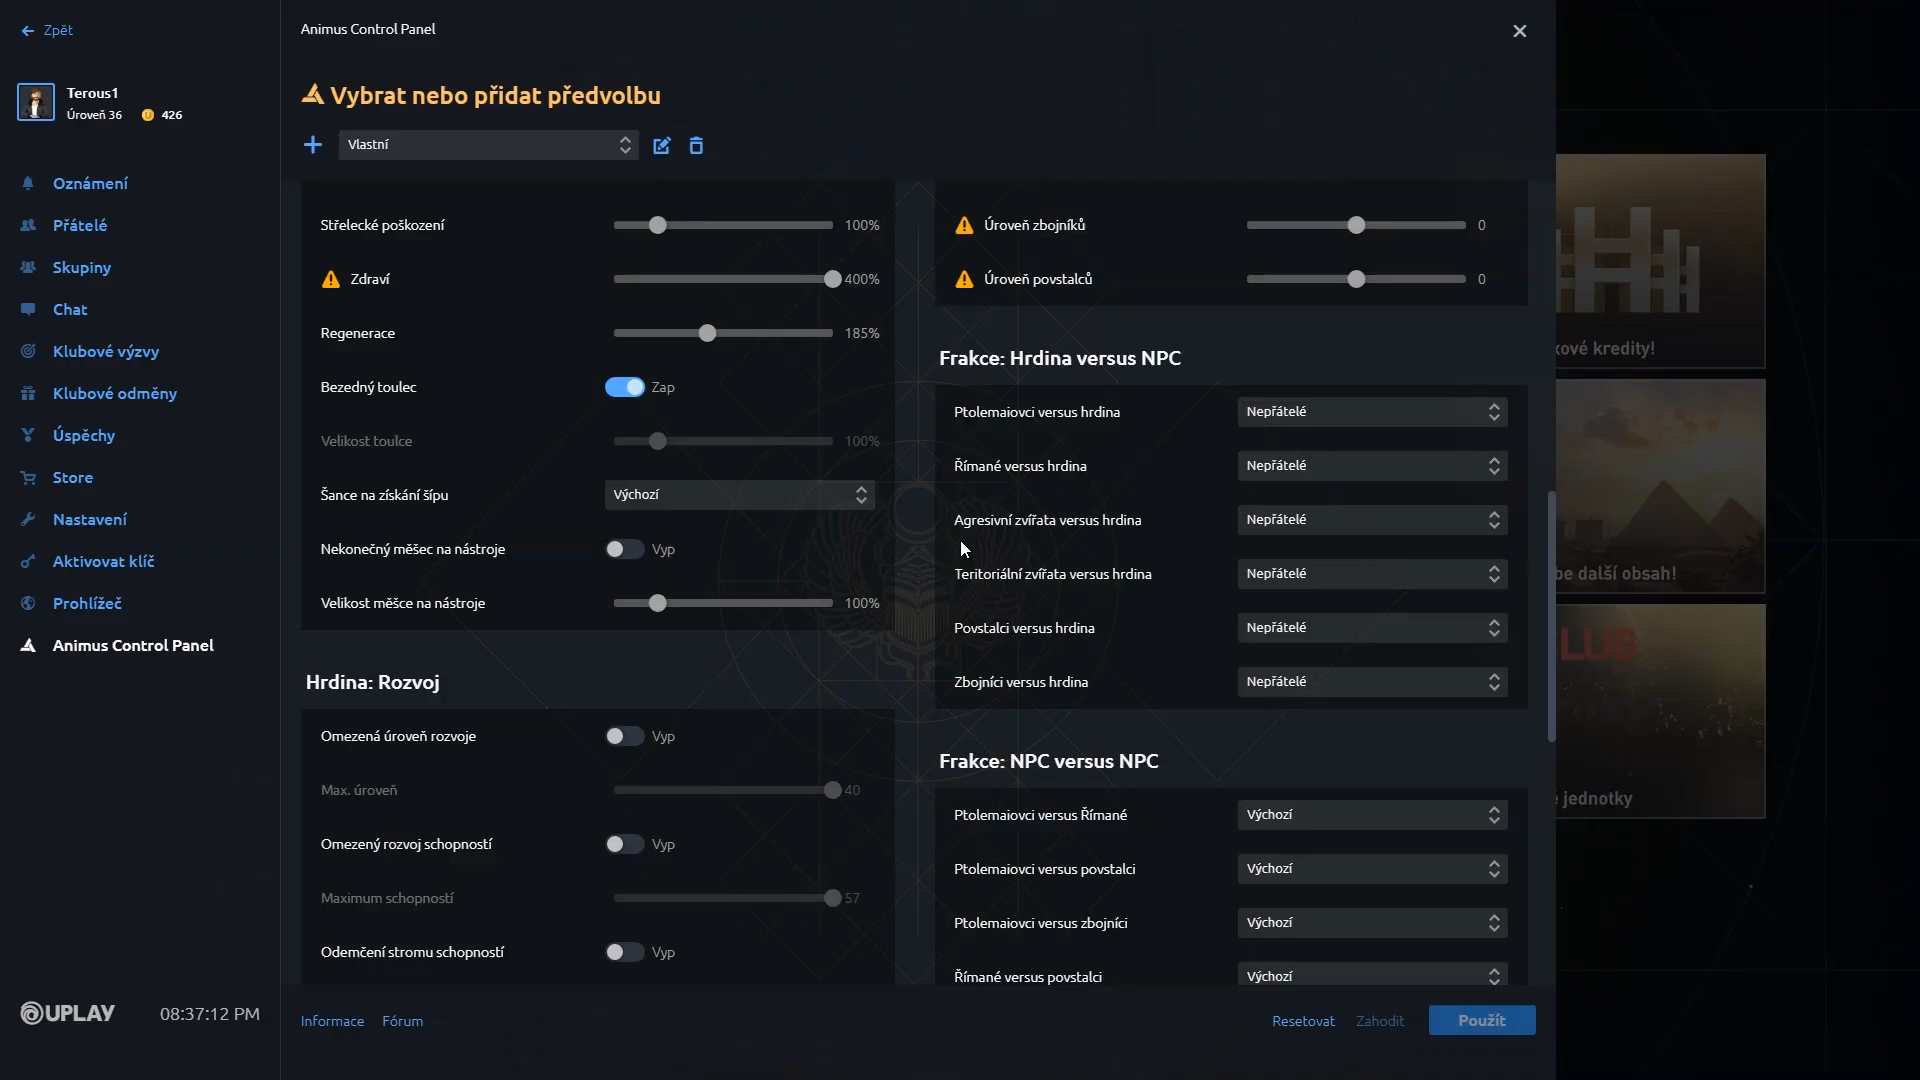 Zpět
Terous1
Úroveň 36
426
Oznámení
Přátelé
Skupiny
Chat
Klubové výzvy
Klubové odměny
Úspěchy
Store
Nastavení
Aktivovat klíč
Prohlížeč
Animus Control Panel
UPLAY
08:37:12 PM
Animus Control Panel
Vybrat nebo přidat předvolbu
Vlastní
Střelecké poškození 100%
Zdraví 400%
Regenerace 185%
Bezedný toulec Zap
Velikost toulce 100%
Šance na získání šípu Výchozí
Nekonečný měšec na nástroje Vyp
Velikost měšce na nástroje 100%
Hrdina: Rozvoj
Omezená úroveň rozvoje Vyp
Max. úroveň 40
Omezený rozvoj schopností Vyp
Maximum schopností 57
Odemčení stromu schopností Vyp
Úroveň zbojníků 0
Úroveň povstalců 0
Frakce: Hrdina versus NPC
Ptolemaiovci versus hrdina Nepřátelé
Římané versus hrdina Nepřátelé
Agresivní zvířata versus hrdina Nepřátelé
Teritoriální zvířata versus hrdina Nepřátelé
Povstalci versus hrdina Nepřátelé
Zbojníci versus hrdina Nepřátelé
Frakce: NPC versus NPC
Ptolemaiovci versus Římané Výchozí
Ptolemaiovci versus povstalci Výchozí
Ptolemaiovci versus zbojníci Výchozí
Římané versus povstalci Výchozí
Informace
Fórum
Resetovat
Zahodit
Použít
kredity!
další obsah!
LUB
jednotky